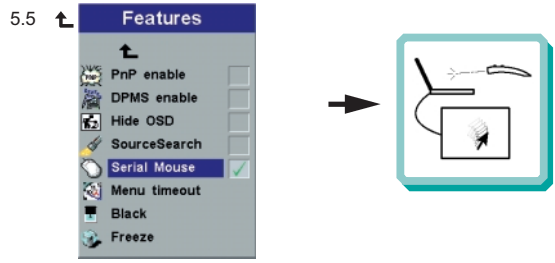 5.5
Features
PnP enable
DPMS enable
Hide OSD
SourceSearch
Serial Mouse
Menu timeout
Black
Freeze